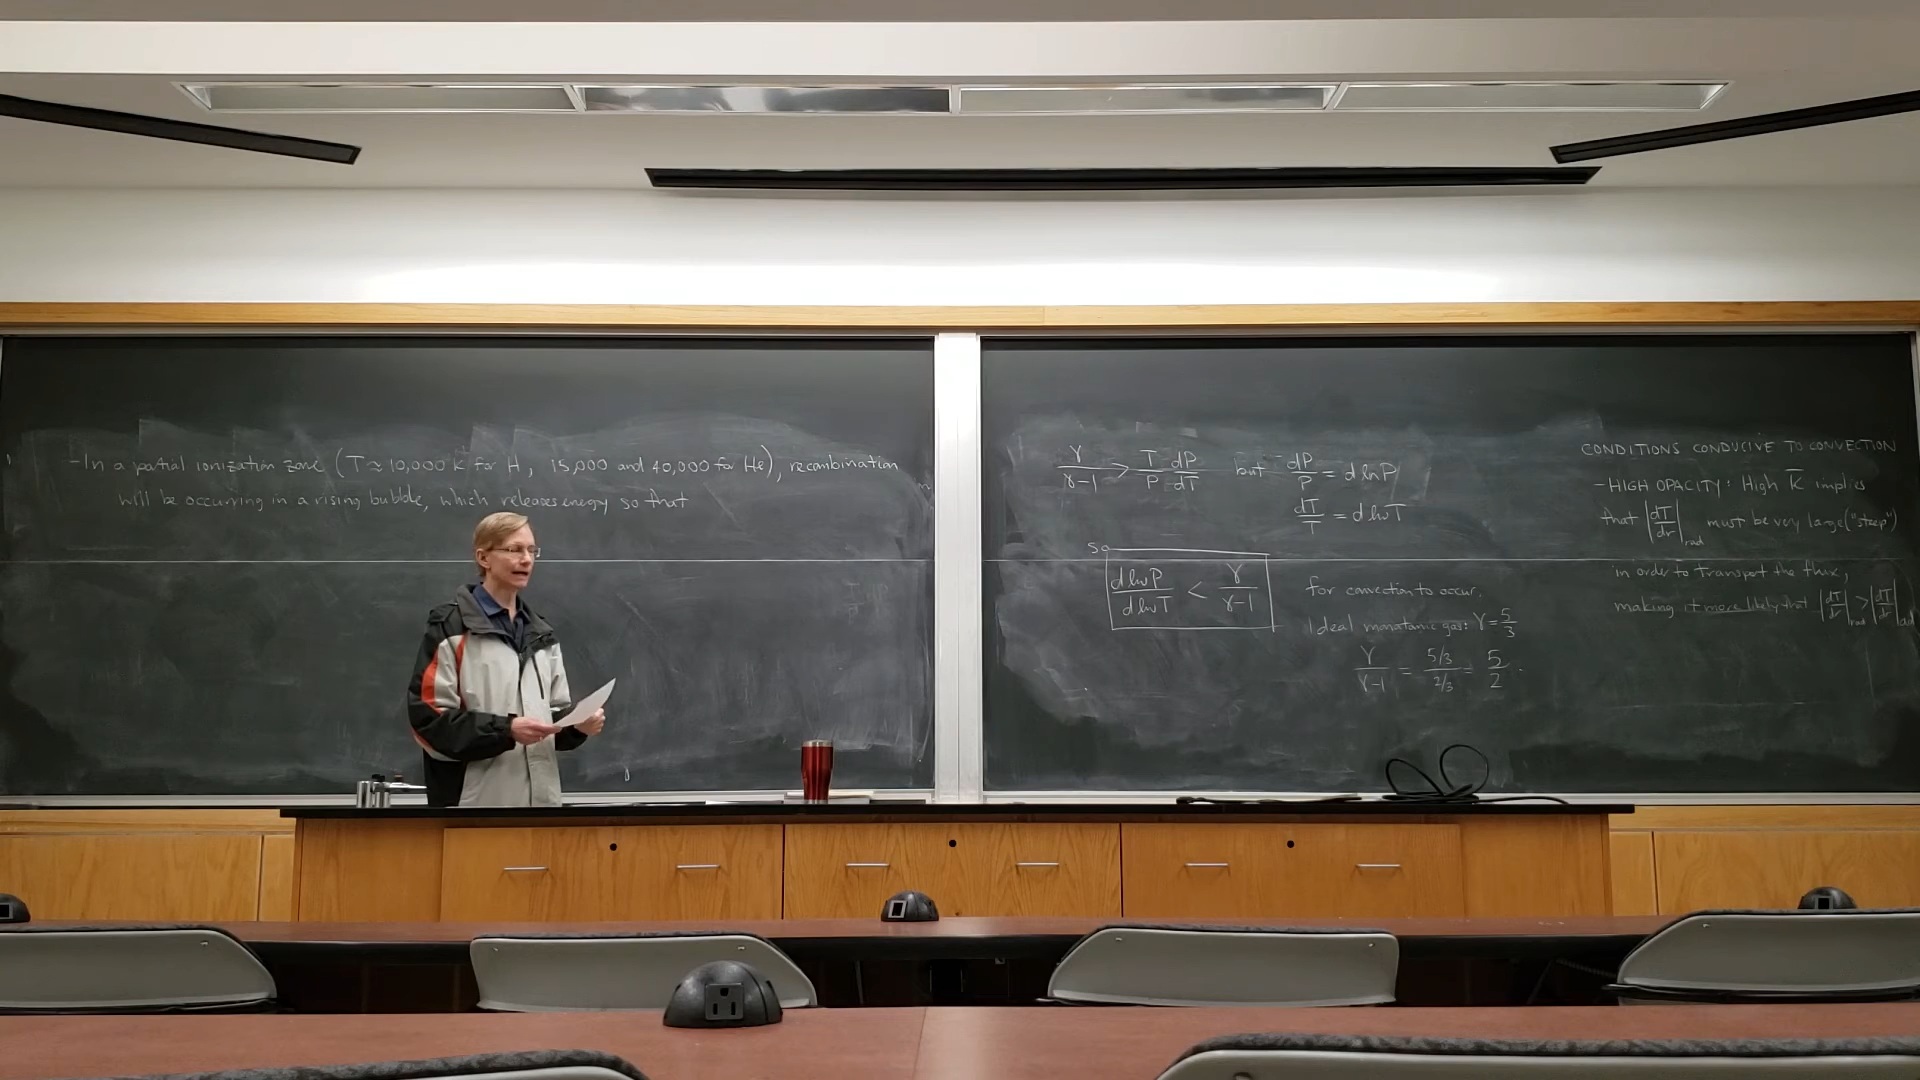 -In a partial ionization zone (T≈10,000 K for H, 15,000 and 40,000 for He), recombination
will be occurring in a rising bubble, which releases energy so that
γ/(γ-1) > T/P dP/dT but dP/P = d ln P
dT/T = d ln T
So
d ln P/d ln T < γ/(γ-1)
for convection to occur.
Ideal monatomic gas: γ = 5/3
γ/(γ-1) = (5/3)/(2/3) = 5/2.
CONDITIONS CONDUCIVE TO CONVECTION
-HIGH OPACITY: High κ̅ implies
that |dT/dr|rad must be very large ("steep")
in order to transport the flux,
making it more likely that |dT/dr|rad > |dT/dr|ad